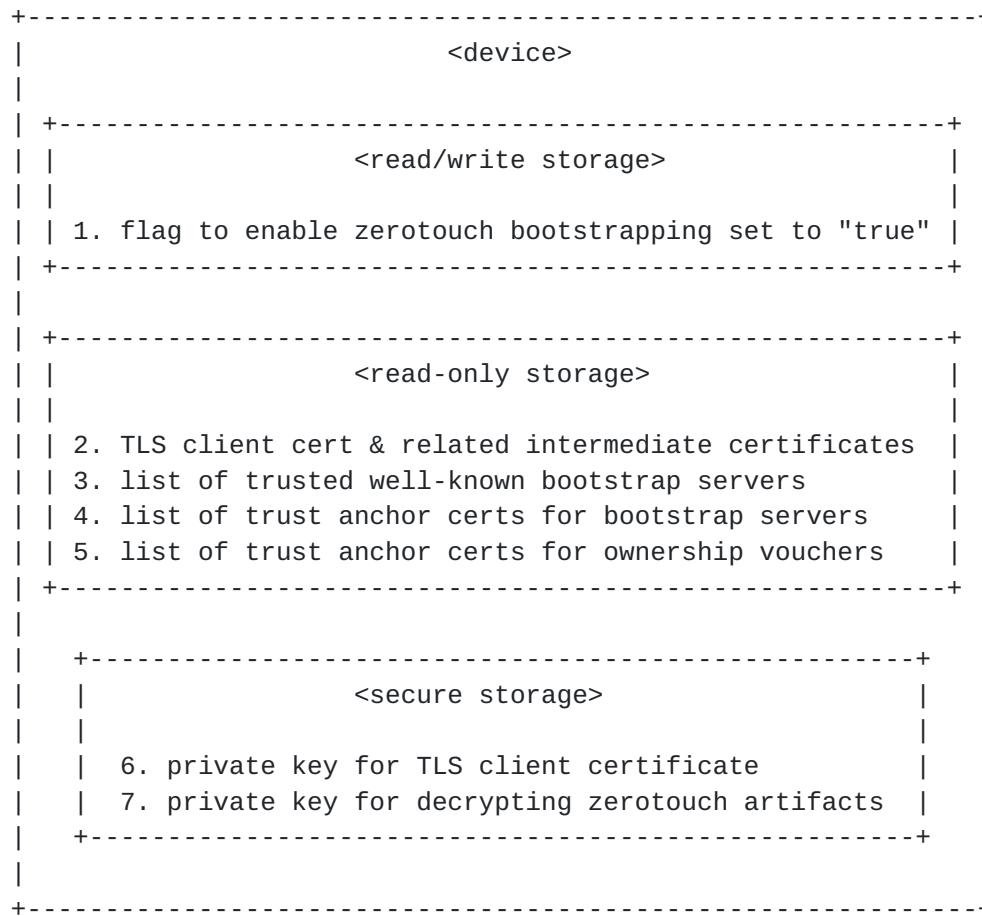 <device>
<read/write storage>
1. flag to enable zerotouch bootstrapping set to "true"
<read-only storage>
2. TLS client cert & related intermediate certificates
3. list of trusted well-known bootstrap servers
4. list of trust anchor certs for bootstrap servers
5. list of trust anchor certs for ownership vouchers
<secure storage>
6. private key for TLS client certificate
7. private key for decrypting zerotouch artifacts